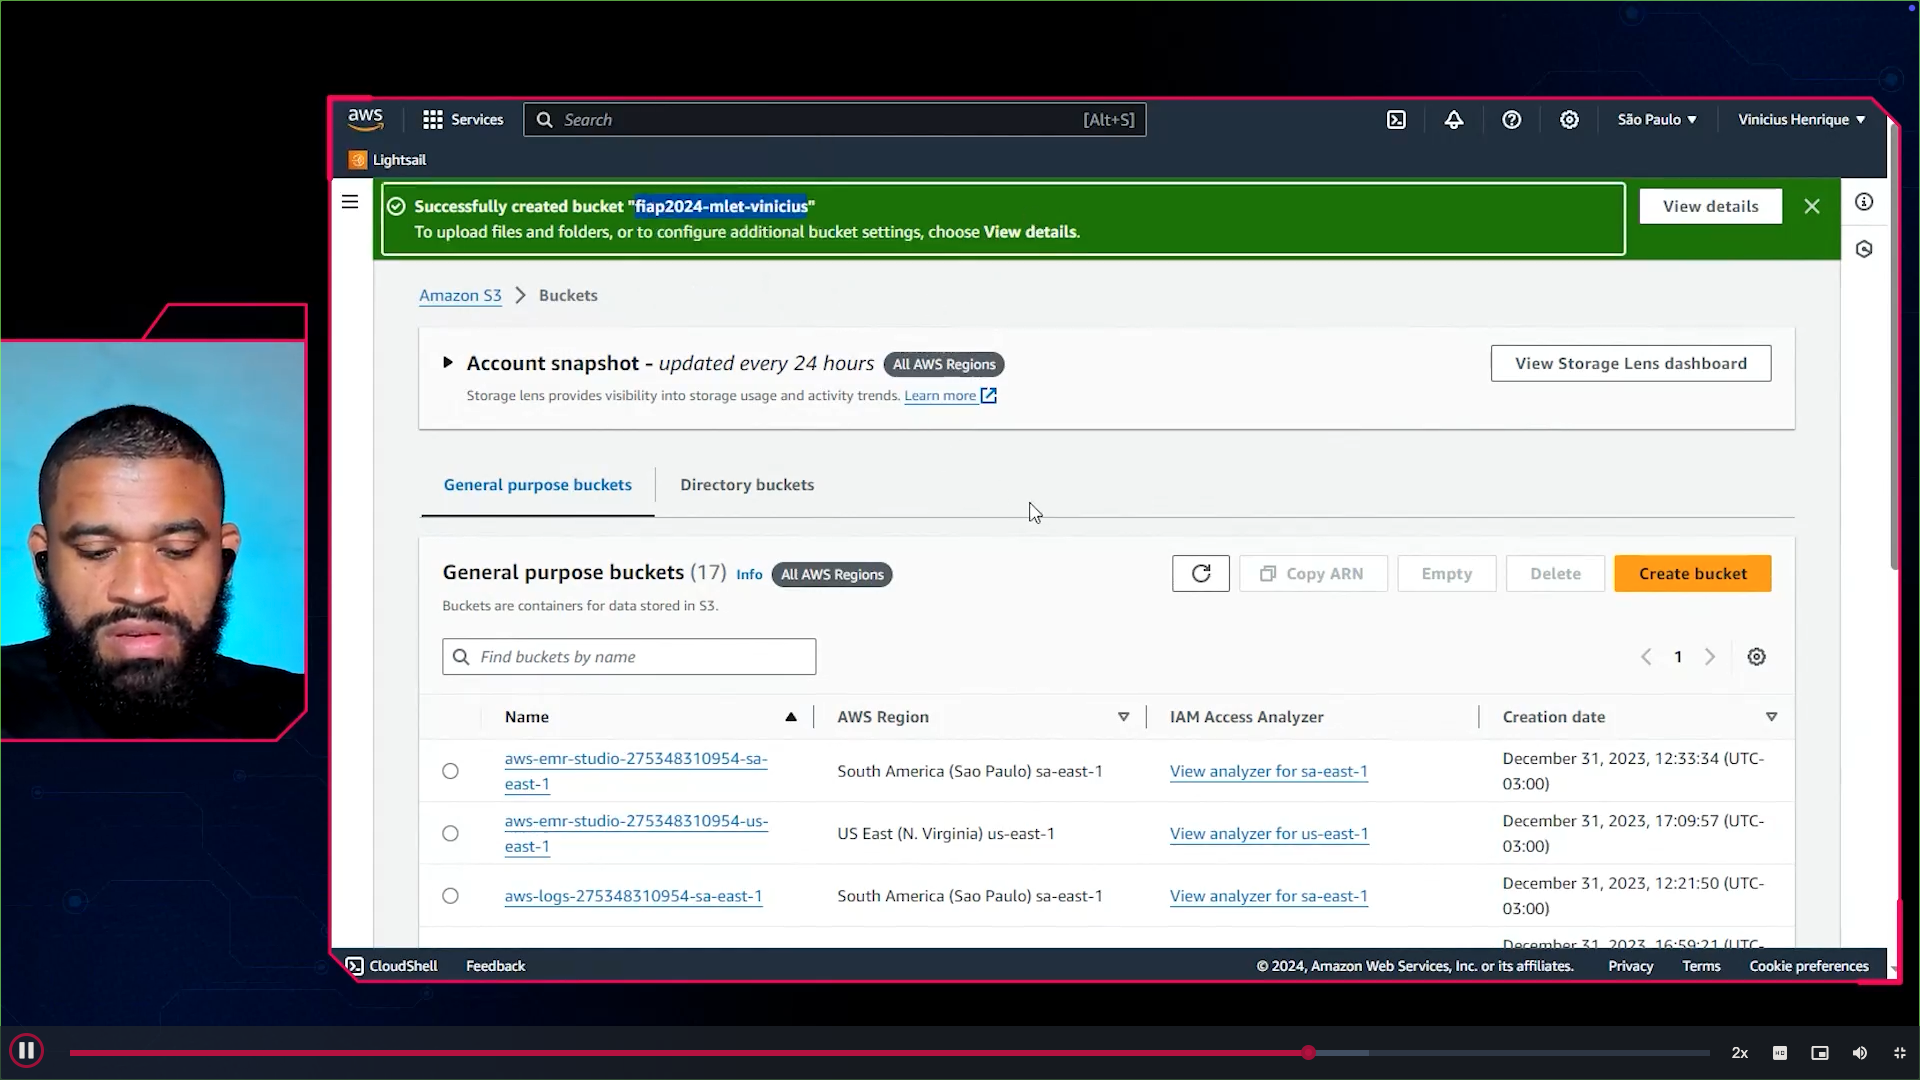 aws
Services
Search
[Alt+S]
São Paulo
Vinicius Henrique
Lightsail
Successfully created bucket "fiap2024-mlet-vinicius"
To upload files and folders, or to configure additional bucket settings, choose View details.
View details
Amazon S3
Buckets
Account snapshot - updated every 24 hours
All AWS Regions
View Storage Lens dashboard
Storage lens provides visibility into storage usage and activity trends. Learn more
General purpose buckets
Directory buckets
General purpose buckets (17)
Info
All AWS Regions
Copy ARN
Empty
Delete
Create bucket
Buckets are containers for data stored in S3.
Find buckets by name
1
Name
AWS Region
IAM Access Analyzer
Creation date
aws-emr-studio-275348310954-sa-
east-1
South America (Sao Paulo) sa-east-1
View analyzer for sa-east-1
December 31, 2023, 12:33:34 (UTC-
03:00)
aws-emr-studio-275348310954-us-
east-1
US East (N. Virginia) us-east-1
View analyzer for us-east-1
December 31, 2023, 17:09:57 (UTC-
03:00)
aws-logs-275348310954-sa-east-1
South America (Sao Paulo) sa-east-1
View analyzer for sa-east-1
December 31, 2023, 12:21:50 (UTC-
03:00)
December 31, 2023, 16:59:21 (UTC-
CloudShell
Feedback
© 2024, Amazon Web Services, Inc. or its affiliates.
Privacy
Terms
Cookie preferences
2x